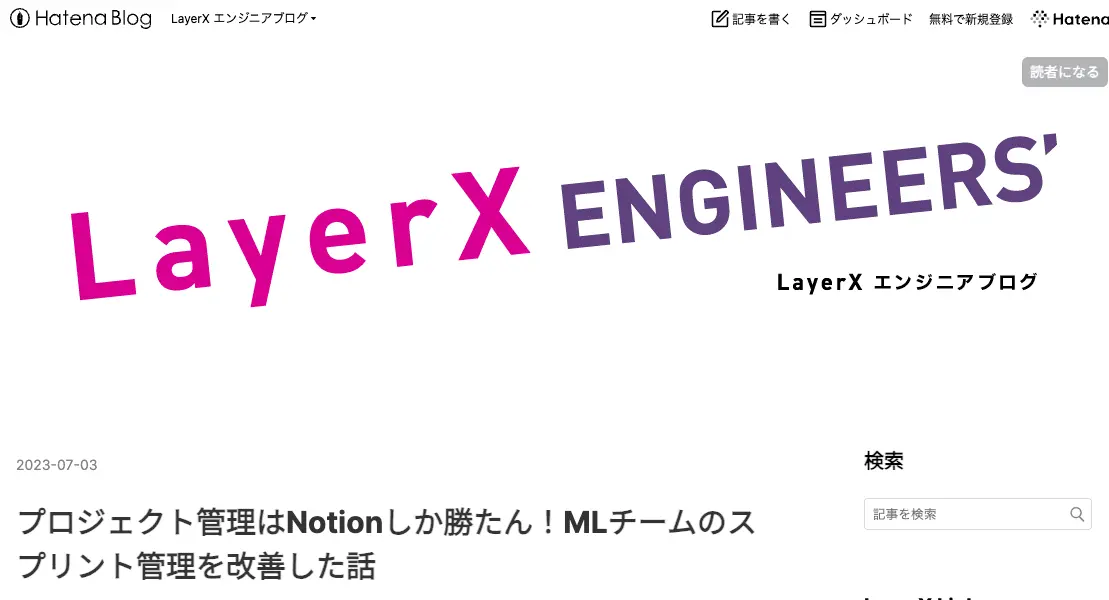 Hatena Blog
LayerX エンジニアブログ
記事を書く
ダッシュボード
無料で新規登録
Hatena
読者になる
LayerX ENGINEERS’
LayerX エンジニアブログ
2023-07-03
検索
プロジェクト管理はNotionしか勝たん！MLチームのス
プリント管理を改善した話
記事を検索